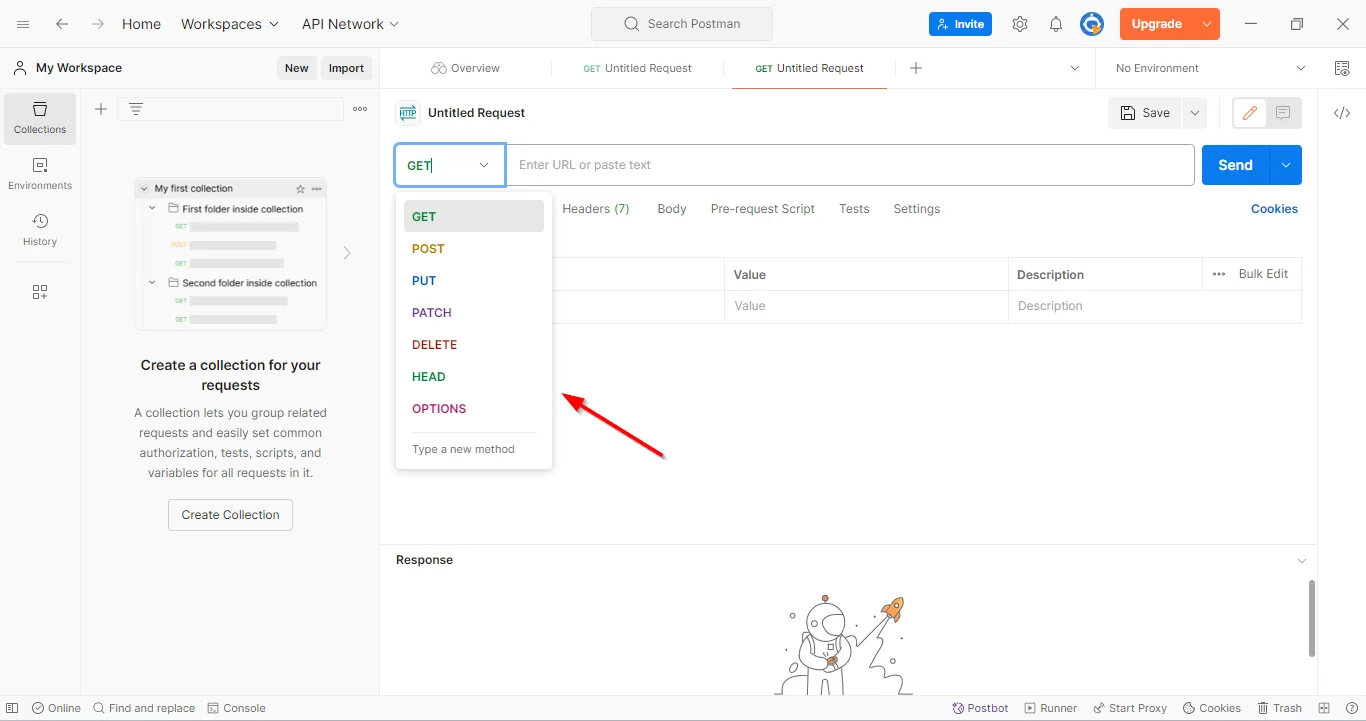 Home
Workspaces
API Network
Search Postman
Invite
Upgrade
My Workspace
New
Import
Overview
GET Untitled Request
GET Untitled Request
No Environment
Collections
Environments
History
My first collection
First folder inside collection
GET
POST
GET
Second folder inside collection
GET
GET
Create a collection for your
requests
A collection lets you group related
requests and easily set common
authorization, tests, scripts, and
variables for all requests in it.
Create Collection
HTTP
Untitled Request
Save
GET
Enter URL or paste text
Send
Headers (7)
Body
Pre-request Script
Tests
Settings
Cookies
GET
POST
PUT
PATCH
DELETE
HEAD
OPTIONS
Type a new method
Value
Description
Bulk Edit
Value
Description
Response
Online
Find and replace
Console
Postbot
Runner
Start Proxy
Cookies
Trash